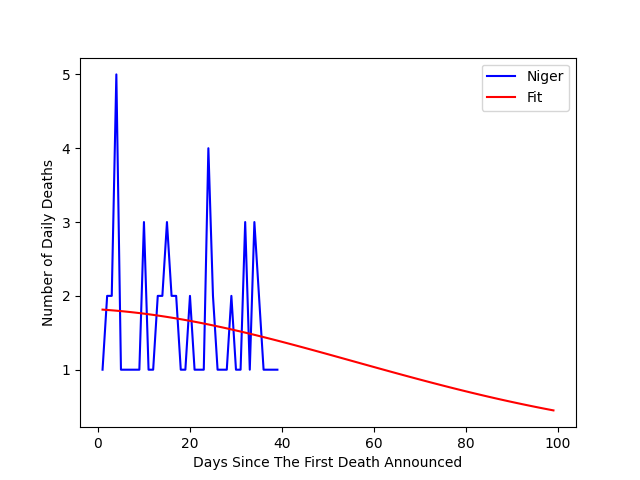 Niger
Fit
5
4
3
2
1
Number of Daily Deaths
0 20 40 60 80 100
Days Since The First Death Announced